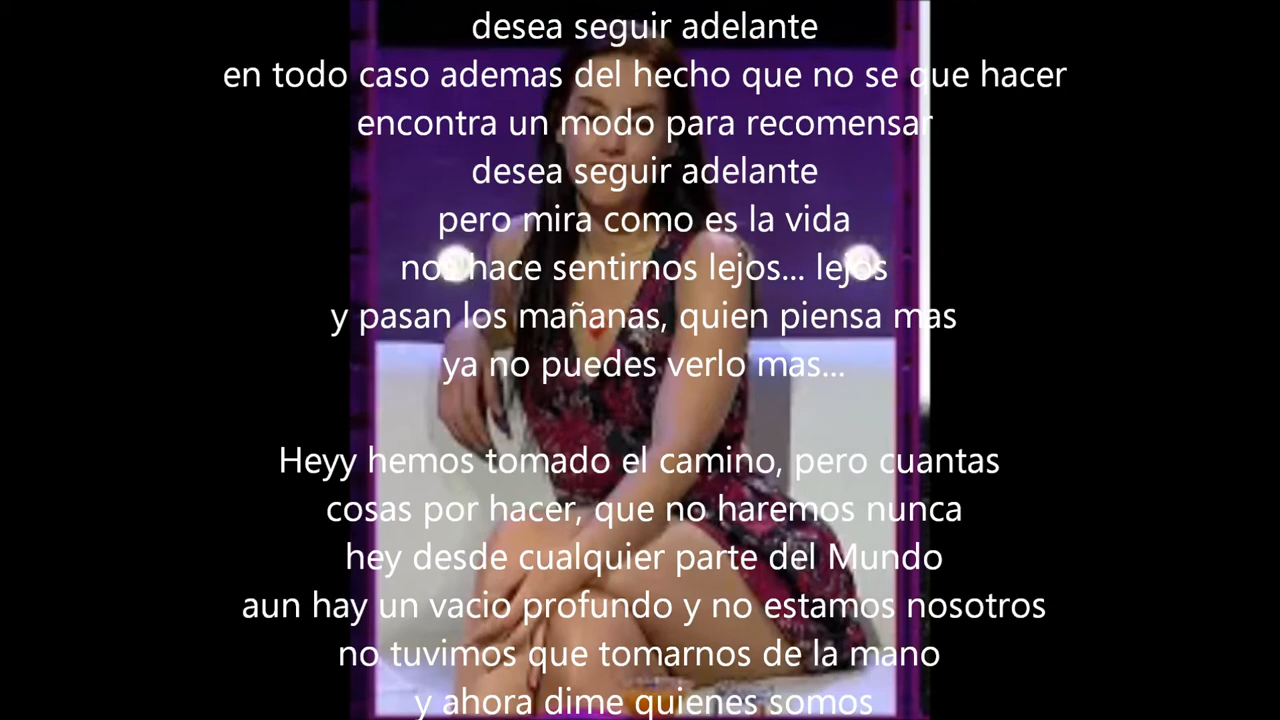 desea seguir adelante
en todo caso ademas del hecho que no se que hacer
encontra un modo para recomensar
desea seguir adelante
pero mira como es la vida
nos hace sentirnos lejos... lejos
y pasan los mañanas, quien piensa mas
ya no puedes verlo mas...
Heyy hemos tomado el camino, pero cuantas
cosas por hacer, que no haremos nunca
hey desde cualquier parte del Mundo
aun hay un vacio profundo y no estamos nosotros
no tuvimos que tomarnos de la mano
y ahora dime quienes somos